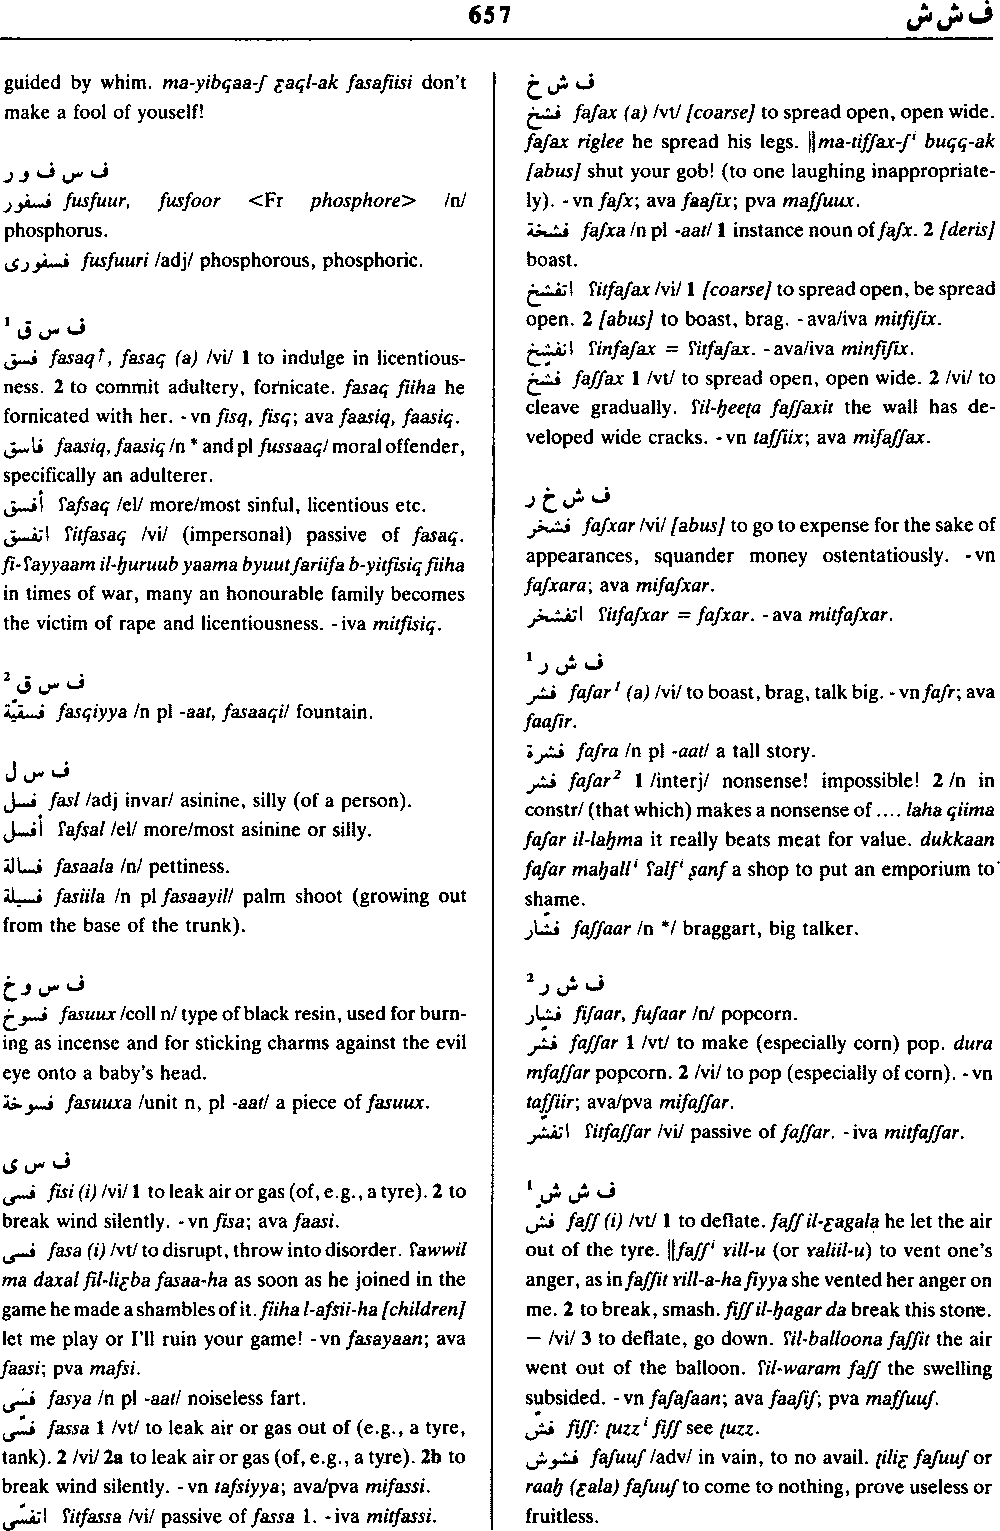 657
ف ش ش
guided by whim. ma-yibqaa-ʃ ƹaqL-ak fasafiisi don't
make a fool of youself!
ف س ف و ر
فسفور fusfuur, fusfoor <Fr phosphore> /n/
phosphorus.
فسفورى fusfuuri /adj/ phosphorous, phosphoric.
ف س ق ¹
فسق fasaq↑, fasaq (a) /vi/ 1 to indulge in licentious-
ness. 2 to commit adultery, fornicate. fasaq fiiha he
fornicated with her. -vn fisq, fisq; ava faasiq, faasiq.
فاسق faasiq, faasiq /n * and pl fussaaq/ moral offender,
specifically an adulterer.
أفسق ʕafsaq /el/ more/most sinful, licentious etc.
اتفسق ʕitfasaq /vi/ (impersonal) passive of fasaq.
fi-ʕayyaam il-ḥuruub yaama byuut ʃariifa b-yitfisiq fiiha
in times of war, many an honourable family becomes
the victim of rape and licentiousness. -iva mitfisiq.
ف س ق ²
فسقيّة fasqiyya /n pl -aat, fasaaqi/ fountain.
ف س ل
فسل fasl /adj invar/ asinine, silly (of a person).
أفسل ʕafsal /el/ more/most asinine or silly.
فسالة fasaala /n/ pettiness.
فسيلة fasiila /n pl fasaayil/ palm shoot (growing out
from the base of the trunk).
ف س و خ
فسوخ fasuux /coll n/ type of black resin, used for burn-
ing as incense and for sticking charms against the evil
eye onto a baby's head.
فسوخة fasuuxa /unit n, pl -aat/ a piece of fasuux.
ف س ى
فسى fisi (i) /vi/ 1 to leak air or gas (of, e.g., a tyre). 2 to
break wind silently. -vn fisa; ava faasi.
فسى fasa (i) /vt/ to disrupt, throw into disorder. ʕawwil
ma daxal fil-liƹba fasaa-ha as soon as he joined in the
game he made a shambles of it. fiiha l-afsii-ha [children]
let me play or I'll ruin your game! -vn fasayaan; ava
faasi; pva mafsi.
فسى fasya /n pl -aat/ noiseless fart.
فسّى fassa 1 /vt/ to leak air or gas out of (e.g., a tyre,
tank). 2 /vi/ 2a to leak air or gas (of, e.g., a tyre). 2b to
break wind silently. -vn tafsiyya; ava/pva mifassi.
اتفسّى ʕitfassa /vi/ passive of fassa 1. -iva mitfassi.
ف ش خ
فشخ faʃax (a) /vt/ [coarse] to spread open, open wide.
faʃax riglee he spread his legs. ‖ma-tiʃʃax-ʃⁱ buqq-ak
[abus] shut your gob! (to one laughing inappropriate-
ly). -vn faʃx; ava faaʃix; pva mafʃuux.
فشخة faʃxa /n pl -aat/ 1 instance noun of faʃx. 2 [deris]
boast.
اتفشخ ʕitfaʃax /vi/ 1 [coarse] to spread open, be spread
open. 2 [abus] to boast, brag. -ava/iva mitfiʃix.
انفشخ ʕinfaʃax = ʕitfaʃax. -ava/iva minfiʃix.
فشخ faʃʃax 1 /vt/ to spread open, open wide. 2 /vi/ to
cleave gradually. ʕil-ḥeeṭa faʃʃaxit the wall has de-
veloped wide cracks. -vn tafʃiix; ava mifaʃʃax.
ف ش خ ر
فشخر faʃxar /vi/ [abus] to go to expense for the sake of
appearances, squander money ostentatiously. -vn
faʃxara; ava mifaʃxar.
اتفشخر ʕitfaʃxar = faʃxar. -ava mitfaʃxar.
ف ش ر ¹
فشر faʃar¹ (a) /vi/ to boast, brag, talk big. -vn faʃr; ava
faaʃir.
فشرة faʃra /n pl -aat/ a tall story.
فشر faʃar² 1 /interj/ nonsense! impossible! 2 /n in
constr/ (that which) makes a nonsense of .... laha qiima
faʃar il-laḥma it really beats meat for value. dukkaan
faʃar maḥallⁱ ʕalfⁱ ṣanf a shop to put an emporium to
shame.
فشّار faʃʃaar /n */ braggart, big talker.
ف ش ر ²
فشار fiʃaar, fuʃaar /n/ popcorn.
فشّر faʃʃar 1 /vt/ to make (especially corn) pop. dura
mfaʃʃar popcorn. 2 /vi/ to pop (especially of corn). -vn
tafʃiir; ava/pva mifaʃʃar.
اتفشّر ʕitfaʃʃar /vi/ passive of faʃʃar. -iva mitfaʃʃar.
ف ش ش ¹
فشّ faʃʃ (i) /vt/ 1 to deflate. faʃʃ il-ƹagala he let the air
out of the tyre. ‖faʃʃⁱ ɣill-u (or ɣaliil-u) to vent one's
anger, as in faʃʃit ɣill-a-ha fiyya she vented her anger on
me. 2 to break, smash. fiʃʃ il-ḥagar da break this stone.
— /vi/ 3 to deflate, go down. ʕil-balloona faʃʃit the air
went out of the balloon. ʕil-waram faʃʃ the swelling
subsided. -vn faʃaʃaan; ava faaʃiʃ; pva mafʃuuʃ.
فشّ fiʃʃ: ṭuzzⁱ fiʃʃ see ṭuzz.
فشوش faʃuuʃ /adv/ in vain, to no avail. ṭiliƹ faʃuuʃ or
raaḥ (ƹala) faʃuuʃ to come to nothing, prove useless or
fruitless.